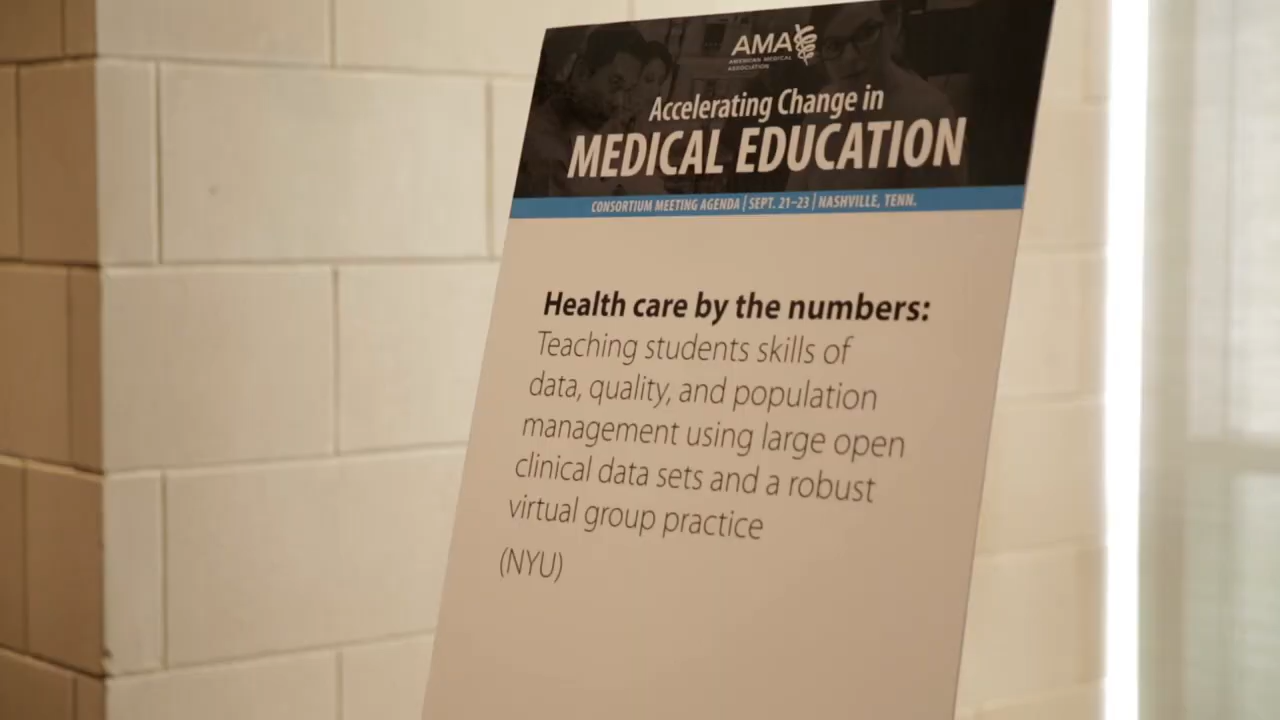 AMA
AMERICAN MEDICAL
ASSOCIATION
Accelerating Change in
MEDICAL EDUCATION
CONSORTIUM MEETING AGENDA | SEPT. 21–23 | NASHVILLE, TENN.
Health care by the numbers:
Teaching students skills of
data, quality, and population
management using large open
clinical data sets and a robust
virtual group practice
(NYU)